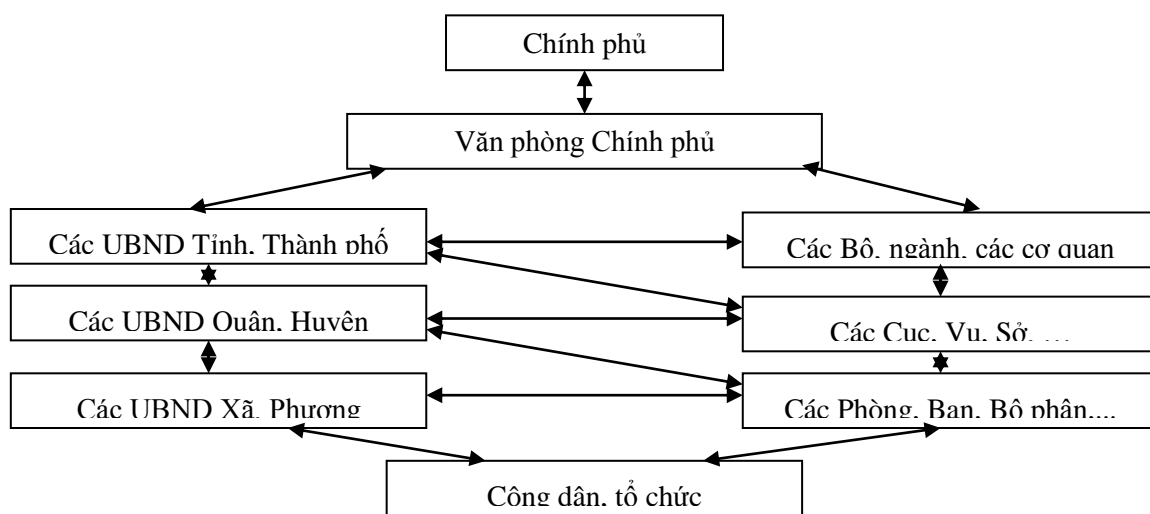 Chính phủ
Văn phòng Chính phủ
Các UBND Tỉnh, Thành phố
Các Bộ, ngành, các cơ quan
Các UBND Quận, Huyện
Các Cục, Vụ, Sở, …
Các UBND Xã, Phương
Các Phòng, Ban, Bộ phận,...
Công dân, tổ chức